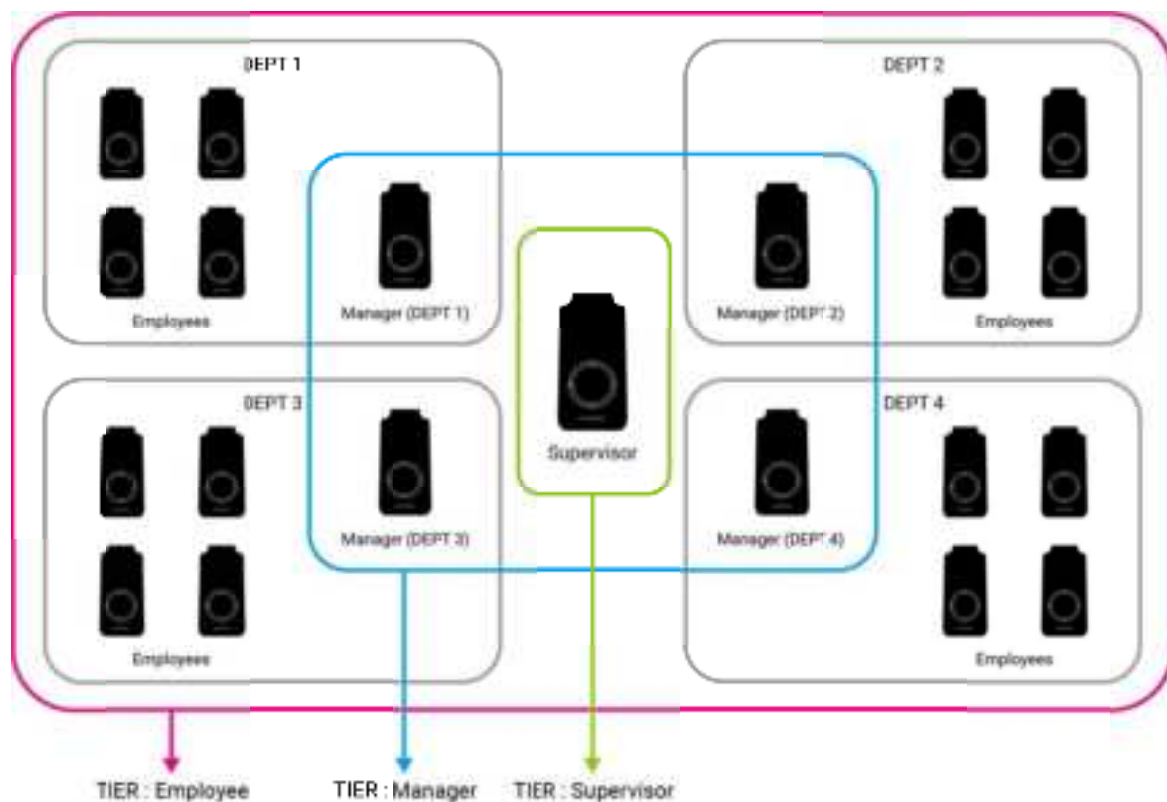 DEPT 1
DEPT 2
Manager (DEPT 1)
Manager (DEPT 2)
Employees
Employees
DEPT 3
DEPT 4
Supervisor
Manager (DEPT 3)
Manager (DEPT 4)
Employees
Employees
TIER : Employee
TIER : Manager
TIER : Supervisor